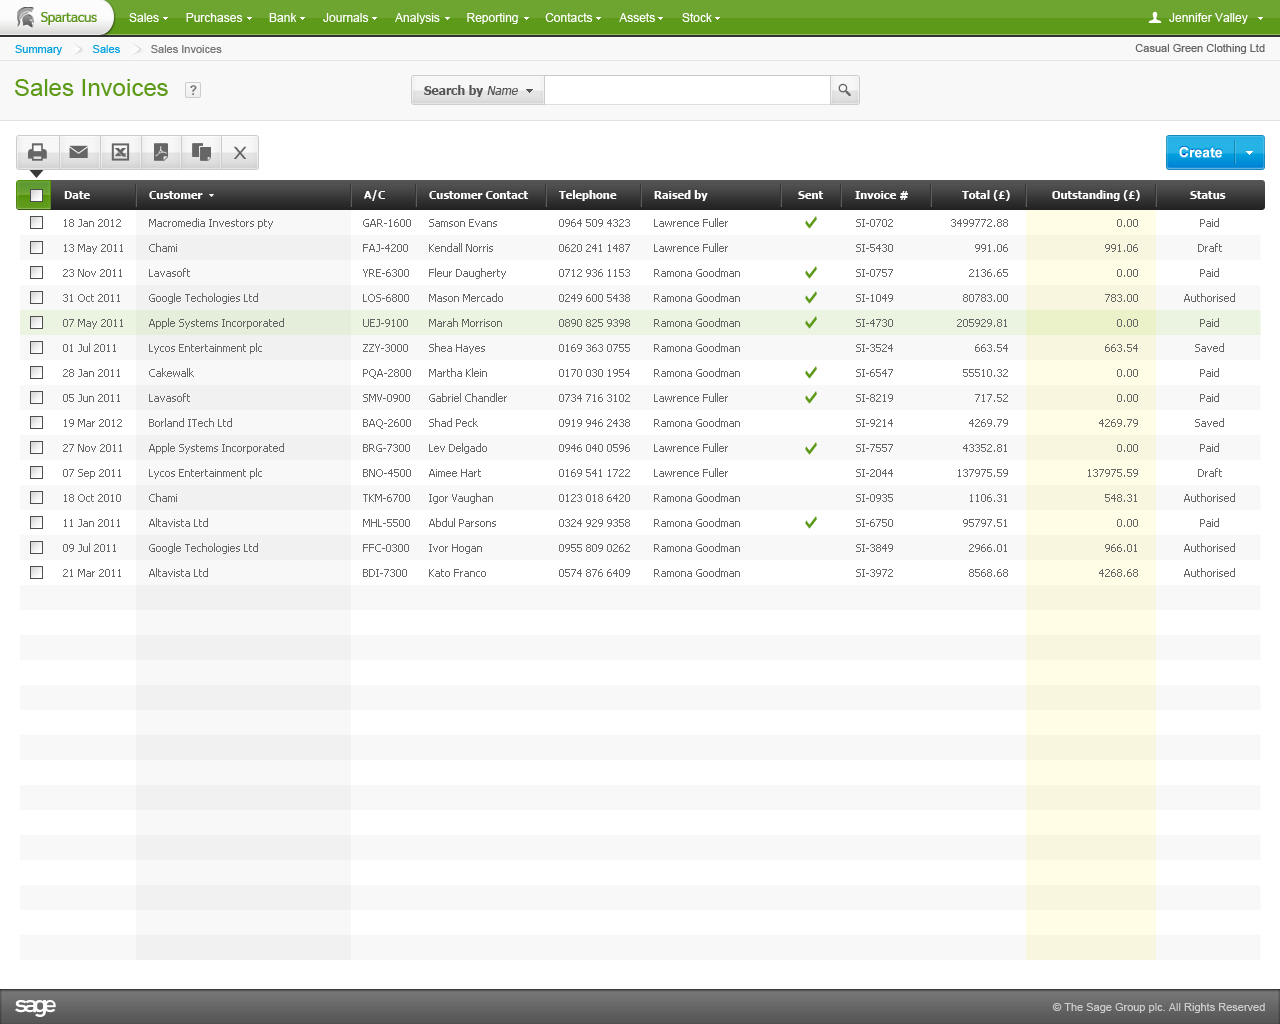 Spartacus Sales Purchases Bank Journals Analysis Reporting Contacts Assets Stock Jennifer Valley
Summary Sales Sales Invoices Casual Green Clothing Ltd
Sales Invoices ? Search by Name
Create
Date Customer A/C Customer Contact Telephone Raised by Sent Invoice # Total (£) Outstanding (£) Status
18 Jan 2012 Macromedia Investors pty GAR-1600 Samson Evans 0964 509 4323 Lawrence Fuller SI-0702 3499772.88 0.00 Paid
13 May 2011 Chami FAJ-4200 Kendall Norris 0620 241 1487 Lawrence Fuller SI-5430 991.06 991.06 Draft
23 Nov 2011 Lavasoft YRE-6300 Fleur Daugherty 0712 936 1153 Ramona Goodman SI-0757 2136.65 0.00 Paid
31 Oct 2011 Google Techologies Ltd LOS-6800 Mason Mercado 0249 600 5438 Ramona Goodman SI-1049 80783.00 783.00 Authorised
07 May 2011 Apple Systems Incorporated UEJ-9100 Marah Morrison 0890 825 9398 Ramona Goodman SI-4730 205929.81 0.00 Paid
01 Jul 2011 Lycos Entertainment plc ZZY-3000 Shea Hayes 0169 363 0755 Ramona Goodman SI-3524 663.54 663.54 Saved
28 Jan 2011 Cakewalk PQA-2800 Martha Klein 0170 030 1954 Ramona Goodman SI-6547 55510.32 0.00 Paid
05 Jun 2011 Lavasoft SMV-0900 Gabriel Chandler 0734 716 3102 Lawrence Fuller SI-8219 717.52 0.00 Paid
19 Mar 2012 Borland ITech Ltd BAQ-2600 Shad Peck 0919 946 2438 Ramona Goodman SI-9214 4269.79 4269.79 Saved
27 Nov 2011 Apple Systems Incorporated BRG-7300 Lev Delgado 0946 040 0596 Lawrence Fuller SI-7557 43352.81 0.00 Paid
07 Sep 2011 Lycos Entertainment plc BNO-4500 Aimee Hart 0169 541 1722 Lawrence Fuller SI-2044 137975.59 137975.59 Draft
18 Oct 2010 Chami TKM-6700 Igor Vaughan 0123 018 6420 Ramona Goodman SI-0935 1106.31 548.31 Authorised
11 Jan 2011 Altavista Ltd MHL-5500 Abdul Parsons 0324 929 9358 Ramona Goodman SI-6750 95797.51 0.00 Paid
09 Jul 2011 Google Techologies Ltd FFC-0300 Ivor Hogan 0955 809 0262 Ramona Goodman SI-3849 2966.01 966.01 Authorised
21 Mar 2011 Altavista Ltd BDI-7300 Kato Franco 0574 876 6409 Ramona Goodman SI-3972 8568.68 4268.68 Authorised
sage © The Sage Group plc. All Rights Reserved